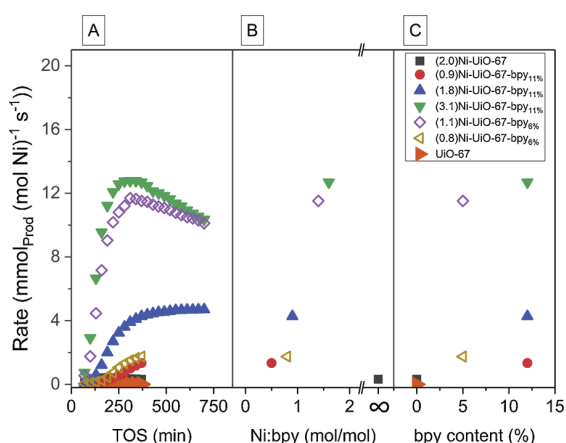 A
B
C
(2.0)Ni-UiO-67
(0.9)Ni-UiO-67-bpy11%
(1.8)Ni-UiO-67-bpy11%
(3.1)Ni-UiO-67-bpy11%
(1.1)Ni-UiO-67-bpy6%
(0.8)Ni-UiO-67-bpy6%
UiO-67
Rate (mmolProd (mol Ni)-1 s-1))
20
16
12
8
4
0
0 250 500 750 0 1 2 ∞ 0 5 10 15
TOS (min) Ni:bpy (mol/mol) bpy content (%)